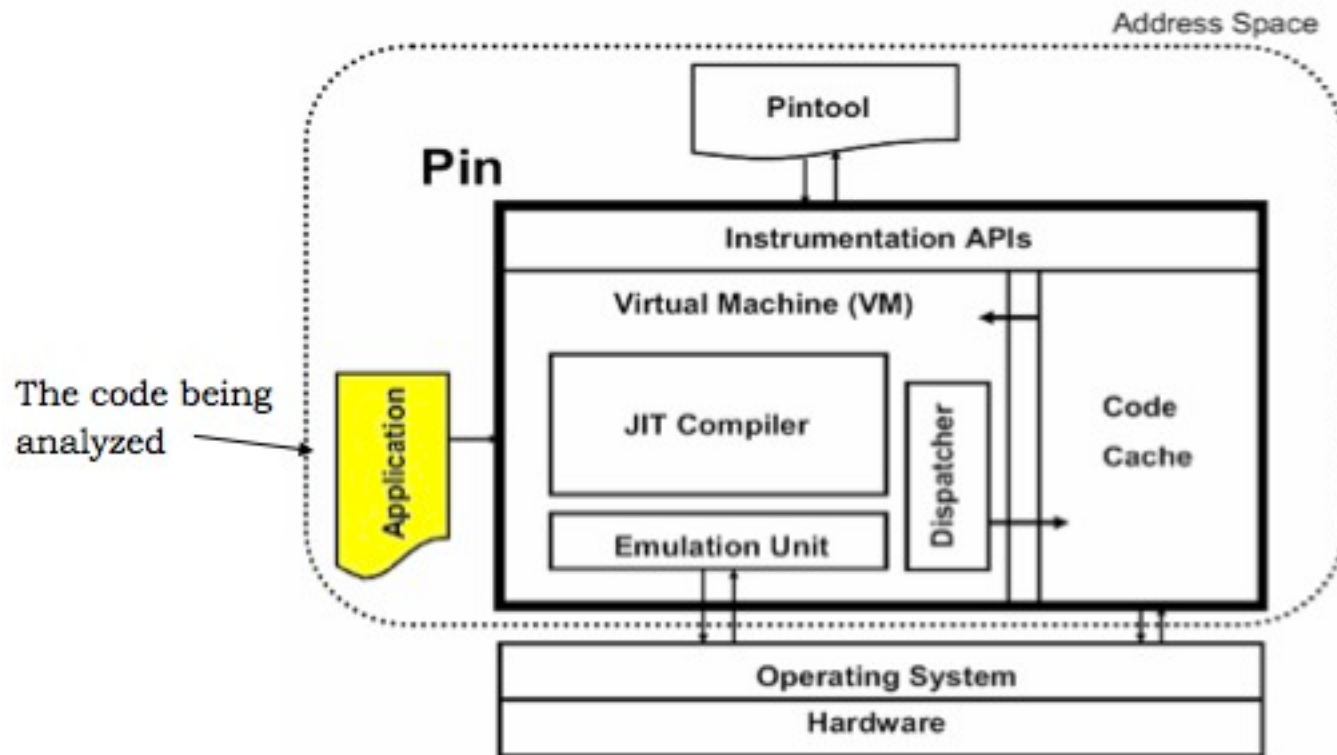 Address Space
Pintool
Pin
Instrumentation APIs
Virtual Machine (VM)
The code being
analyzed
Application
JIT Compiler
Dispatcher
Code
Cache
Emulation Unit
Operating System
Hardware